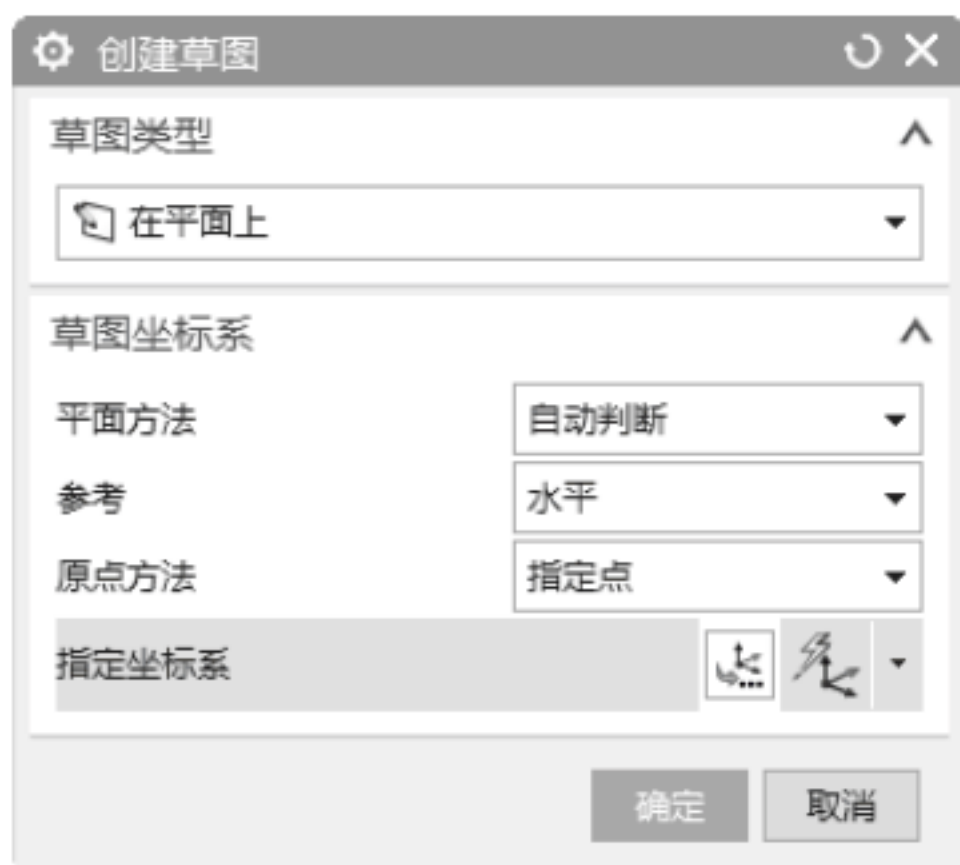 创建草图
草图类型
在平面上
草图坐标系
平面方法 自动判断
参考 水平
原点方法 指定点
指定坐标系
确定 取消